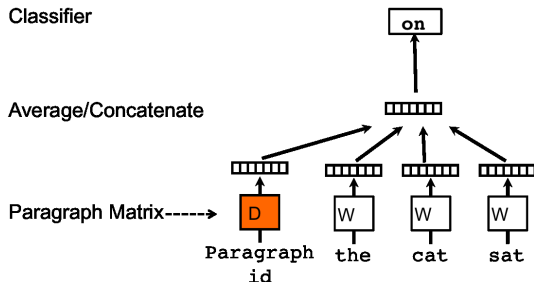 Classifier
on
Average/Concatenate
Paragraph Matrix
D
W
W
W
Paragraph
id
the
cat
sat